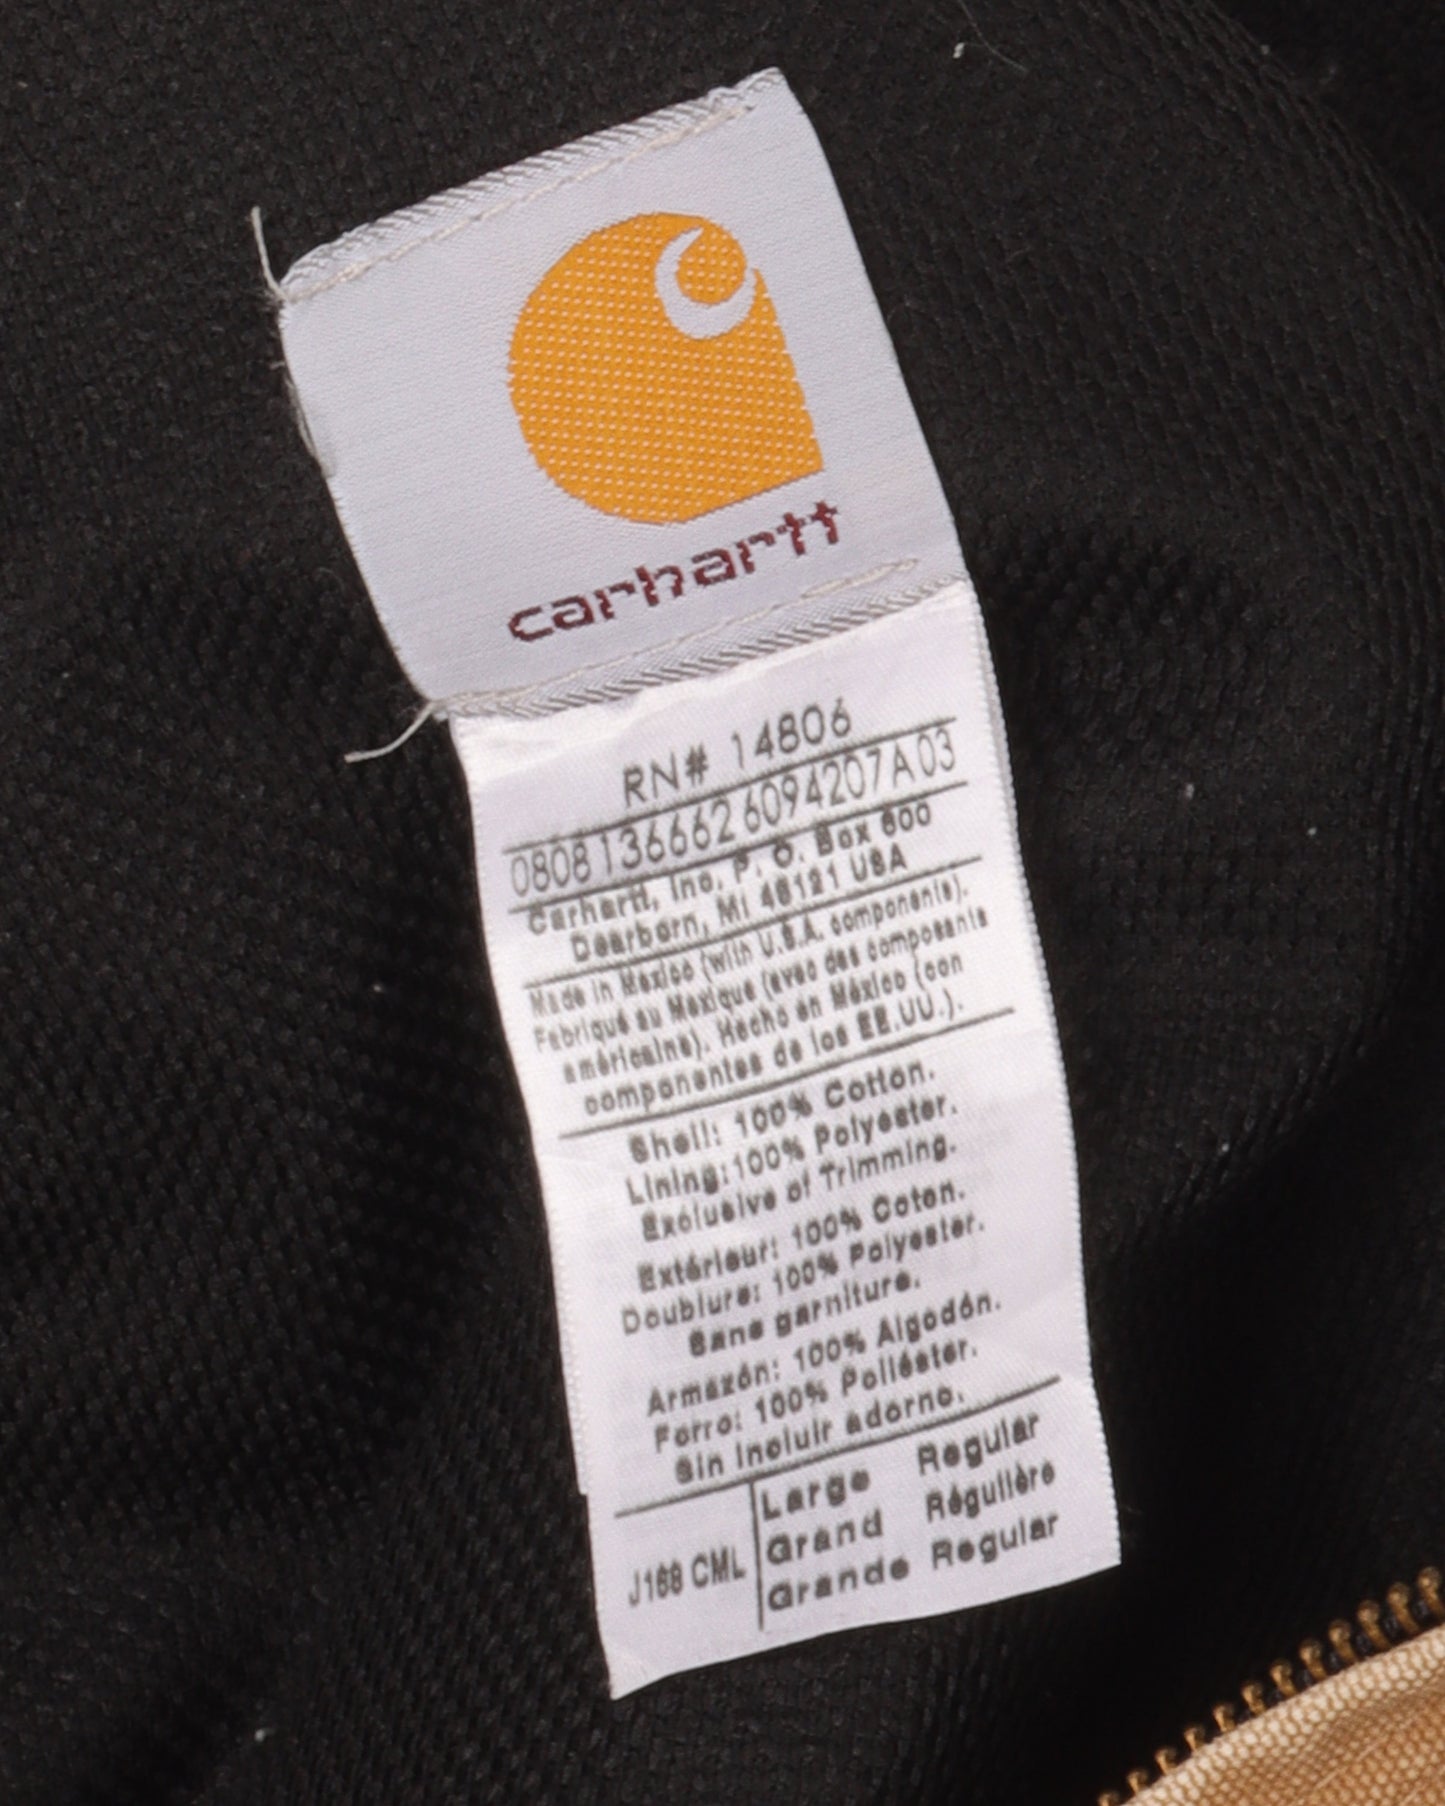 carhartt
RN# 14806
0808136662 6094207A03
Carhartt, Inc. P. O. Box 600
Dearborn, MI 48121 USA
Made in Mexico (with U.S.A. components).
Fabriqué au Mexique (avec des composants
américains). Hecho en México (con
componentes de los EE.UU.).
Shell: 100% Cotton.
Lining: 100% Polyester.
Exclusive of Trimming.
Extérieur: 100% Coton.
Doublure: 100% Polyester.
Sans garniture.
Armazón: 100% Algodón.
Forro: 100% Poliéster.
Sin incluir adorno.
J168 CML
Large Regular
Grand Régulière
Grande Regular